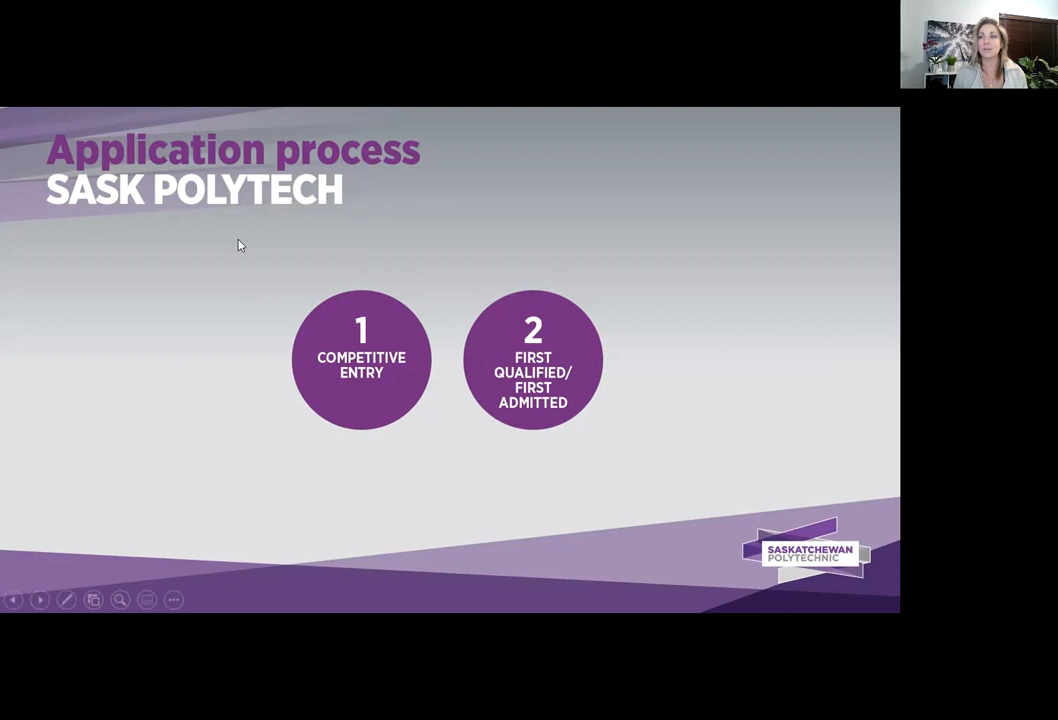 Application process
SASK POLYTECH
1
COMPETITIVE
ENTRY
2
FIRST
QUALIFIED/
FIRST
ADMITTED
SASKATCHEWAN
POLYTECHNIC